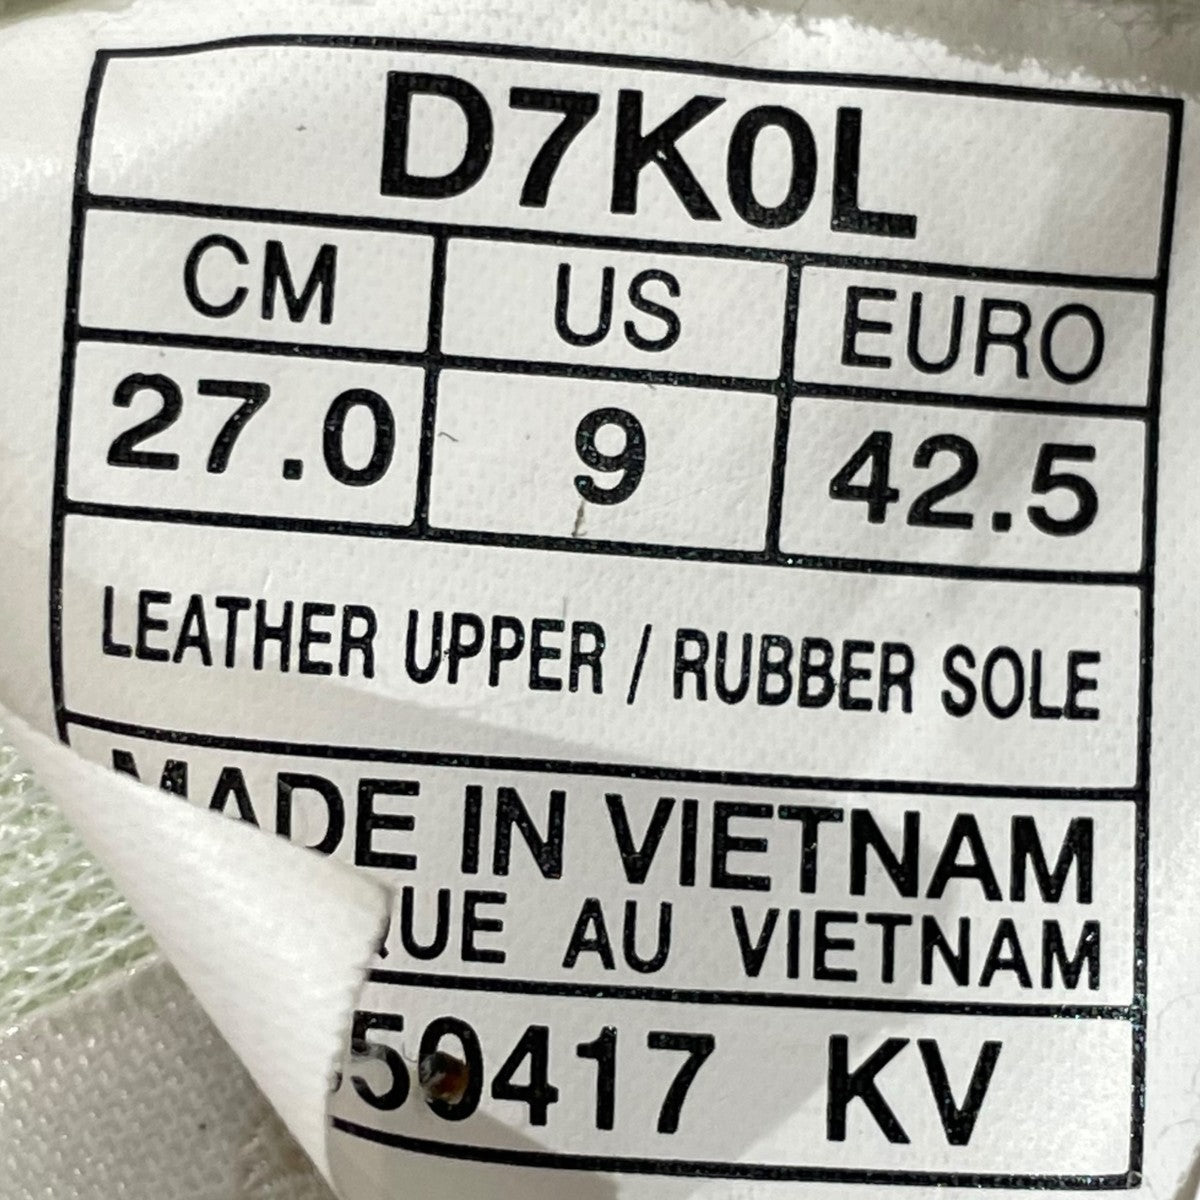 D7K0L
CM US EURO
27.0 9 42.5
LEATHER UPPER / RUBBER SOLE
MADE IN VIETNAM
AU VIETNAM
50417 KV